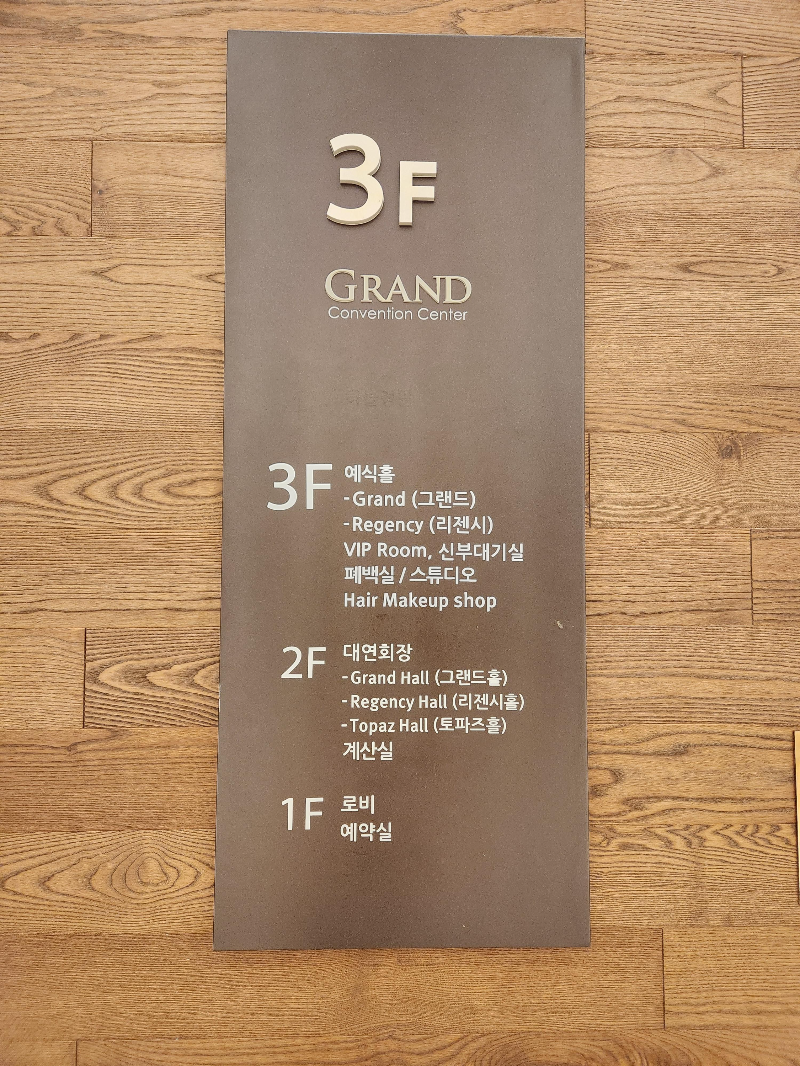 3F
GRAND
Convention Center
3F
예식홀
-Grand (그랜드)
-Regency (리젠시)
VIP Room, 신부대기실
폐백실 / 스튜디오
Hair Makeup shop
2F
대연회장
-Grand Hall (그랜드홀)
-Regency Hall (리젠시홀)
-Topaz Hall (토파즈홀)
계산실
1F
로비
예약실